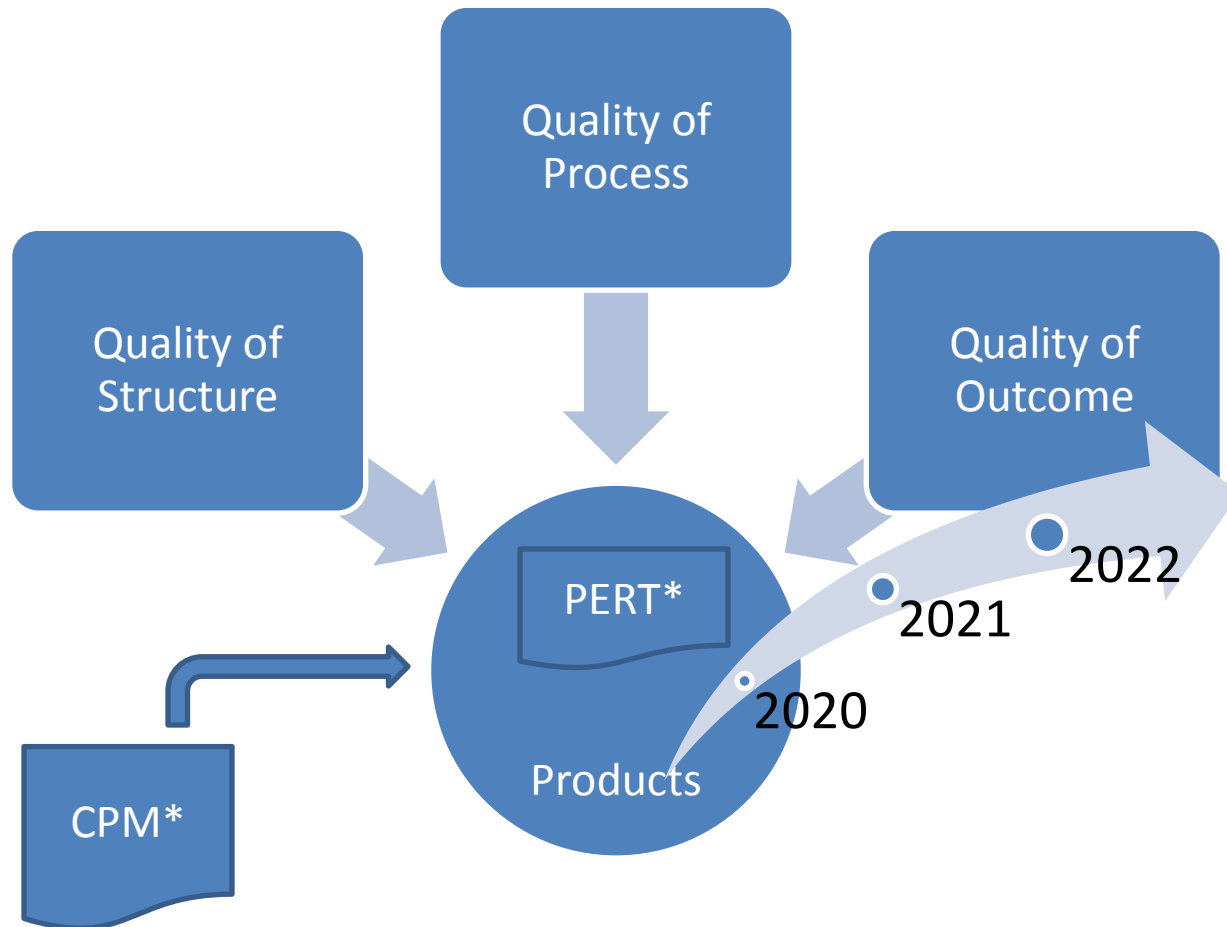 Quality of
Process
Quality of
Structure
Quality of
Outcome
PERT*
2022
2021
2020
Products
CPM*